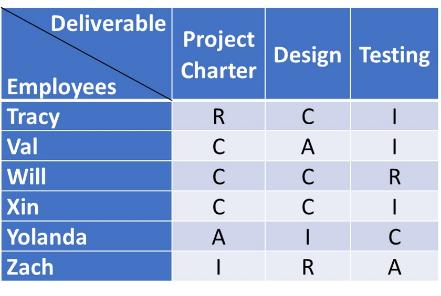 Deliverable
Employees
Project Charter Design Testing
Tracy R C I
Val C A I
Will C C R
Xin C C I
Yolanda A I C
Zach I R A